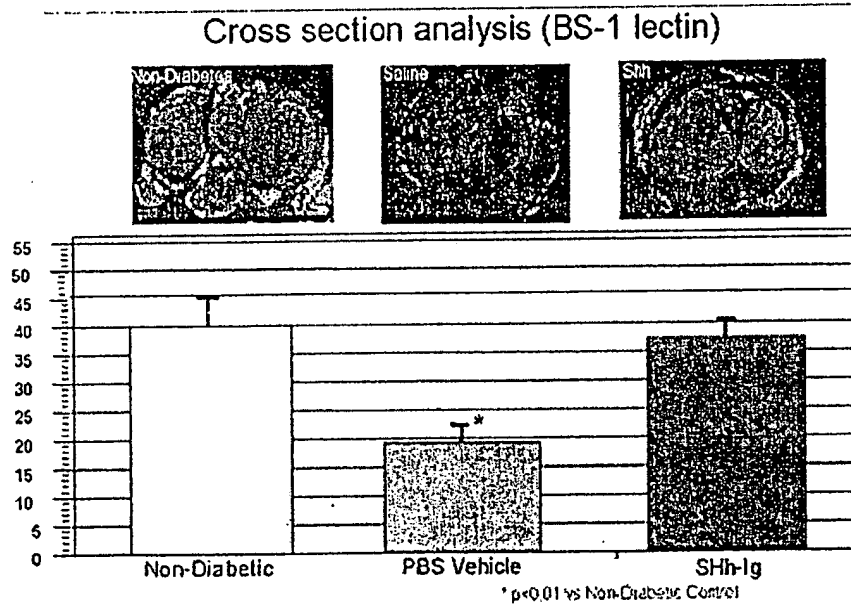 Cross section analysis (BS-1 lectin)
Non-Diabetes
Saline
Shh
55
50
45
40
35
30
25
20
15
10
5
0
*
Non-Diabetic
PBS Vehicle
SHh-Ig
* p<0.01 vs Non-Diabetic Control